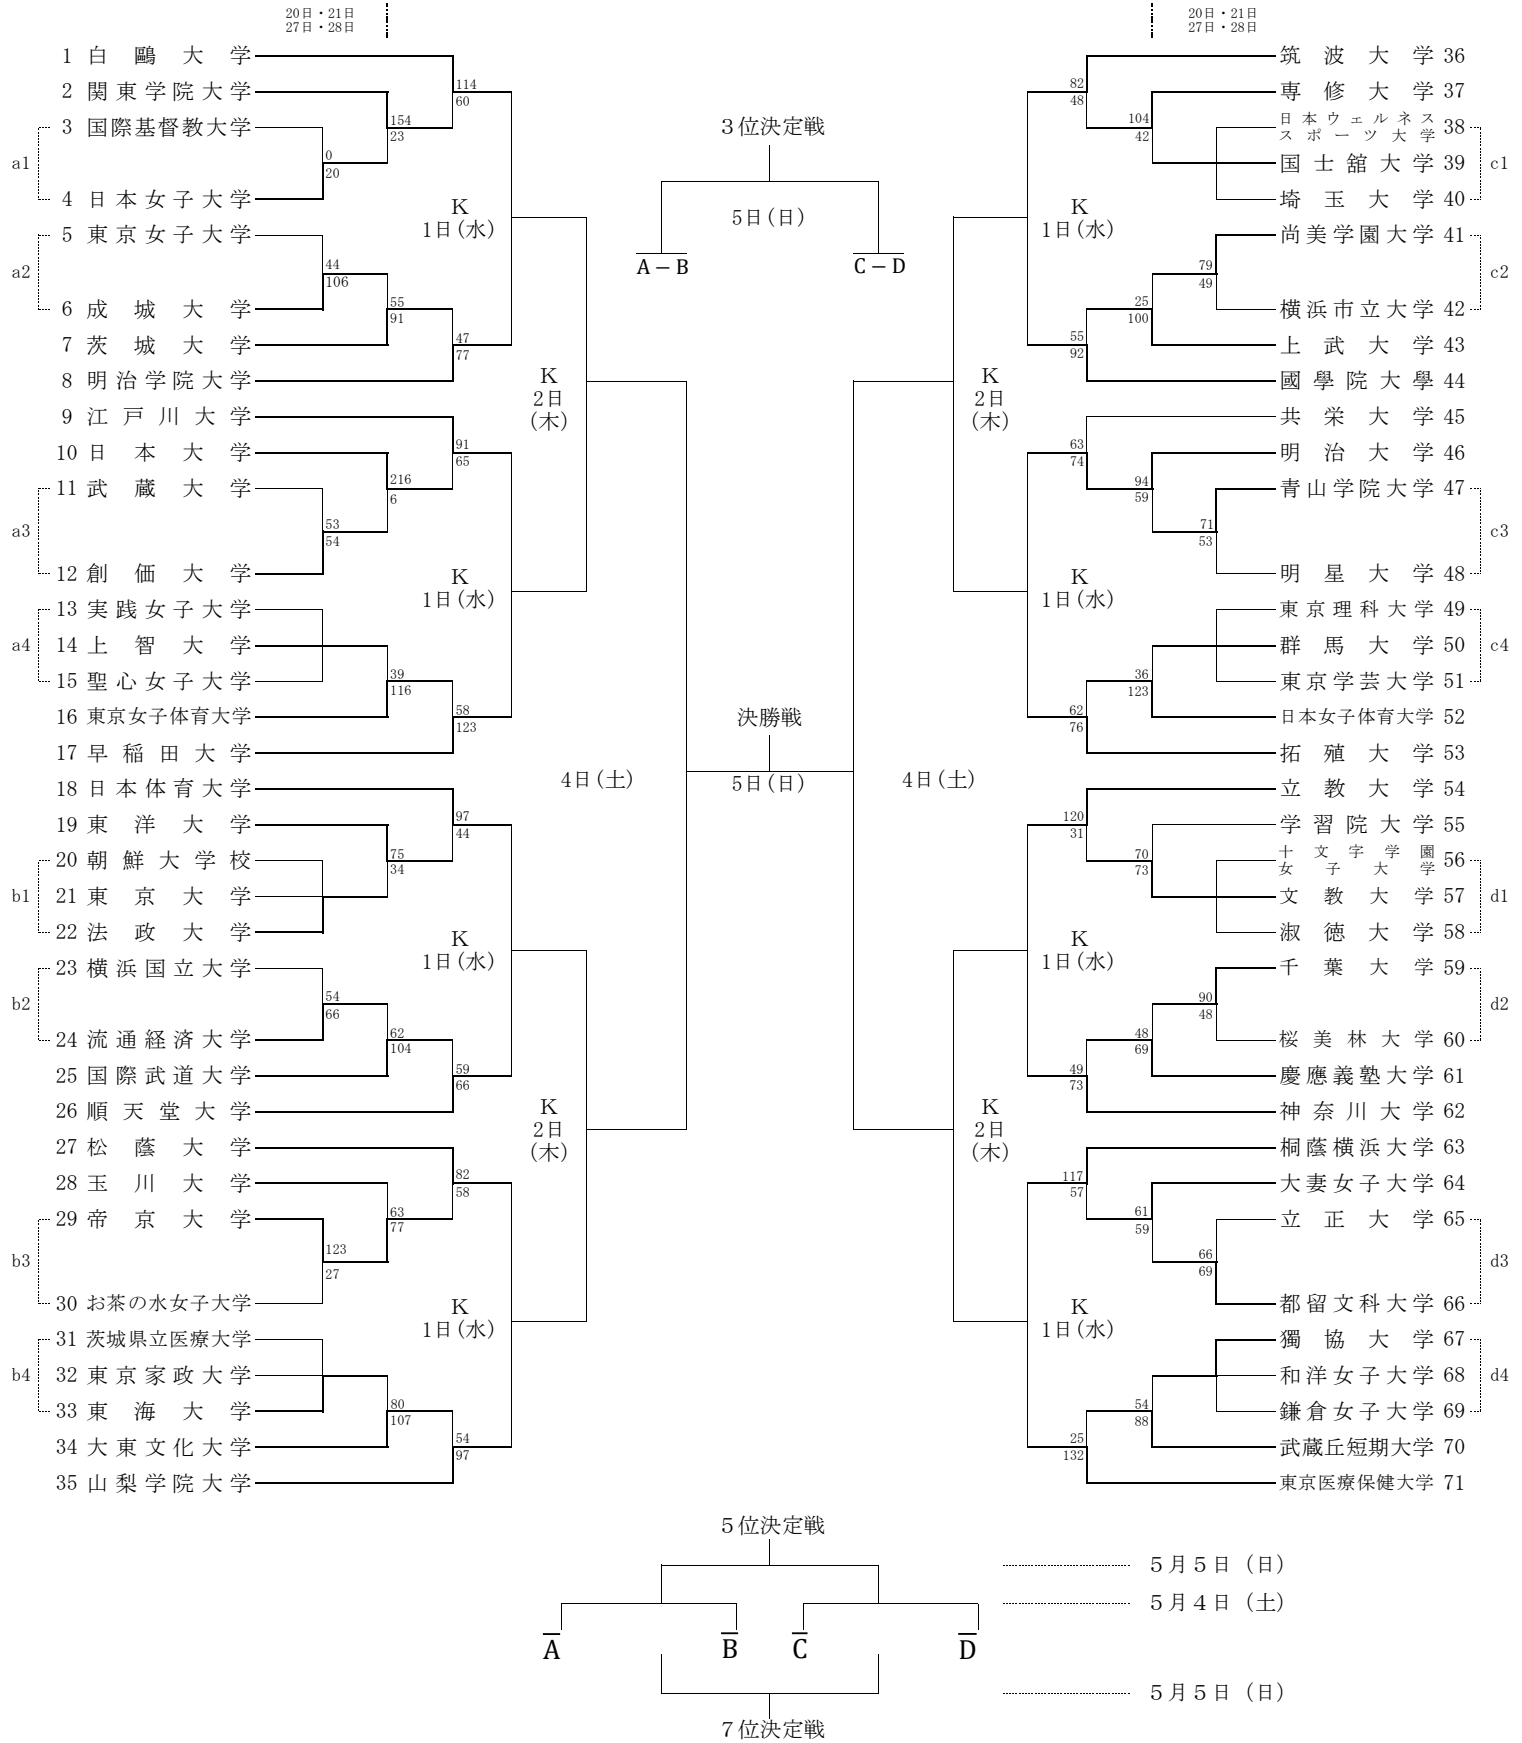 20日・21日
27日・28日
20日・21日
27日・28日
1 白鷗大学
2 関東学院大学
3 国際基督教大学
4 日本女子大学
5 東京女子大学
6 成城大学
7 茨城大学
8 明治学院大学
9 江戸川大学
10 日本大学
11 武蔵大学
12 創価大学
13 実践女子大学
14 上智大学
15 聖心女子大学
16 東京女子体育大学
17 早稲田大学
18 日本体育大学
19 東洋大学
20 朝鮮大学校
21 東京大学
22 法政大学
23 横浜国立大学
24 流通経済大学
25 国際武道大学
26 順天堂大学
27 松蔭大学
28 玉川大学
29 帝京大学
30 お茶の水女子大学
31 茨城県立医療大学
32 東京家政大学
33 東海大学
34 大東文化大学
35 山梨学院大学
a1
a2
a3
a4
b1
b2
b3
b4
0
20
44
106
53
54
54
66
123
27
154
23
55
91
216
6
39
116
75
34
62
104
63
77
80
107
114
60
47
77
91
65
58
123
97
44
59
66
82
58
54
97
K
1日(水)
K
1日(水)
K
1日(水)
K
1日(水)
K
2日
(木)
K
2日
(木)
4日(土)
3位決定戦
5日(日)
A－B
C－D
決勝戦
5日(日)
4日(土)
K
2日
(木)
K
2日
(木)
K
1日(水)
K
1日(水)
K
1日(水)
K
1日(水)
82
48
55
92
63
74
62
76
120
31
49
73
117
57
25
132
104
42
25
100
94
59
36
123
70
73
48
69
61
59
54
88
79
49
71
53
90
48
66
69
筑波大学 36
専修大学 37
日本ウェルネス
スポーツ大学 38
国士舘大学 39
埼玉大学 40
尚美学園大学 41
横浜市立大学 42
上武大学 43
國學院大學 44
共栄大学 45
明治大学 46
青山学院大学 47
明星大学 48
東京理科大学 49
群馬大学 50
東京学芸大学 51
日本女子体育大学 52
拓殖大学 53
立教大学 54
学習院大学 55
十文字学園
女子大学 56
文教大学 57
淑徳大学 58
千葉大学 59
桜美林大学 60
慶應義塾大学 61
神奈川大学 62
桐蔭横浜大学 63
大妻女子大学 64
立正大学 65
都留文科大学 66
獨協大学 67
和洋女子大学 68
鎌倉女子大学 69
武蔵丘短期大学 70
東京医療保健大学 71
c1
c2
c3
c4
d1
d2
d3
d4
5位決定戦
5月5日 (日)
5月4日 (土)
A
B
C
D
5月5日 (日)
7位決定戦